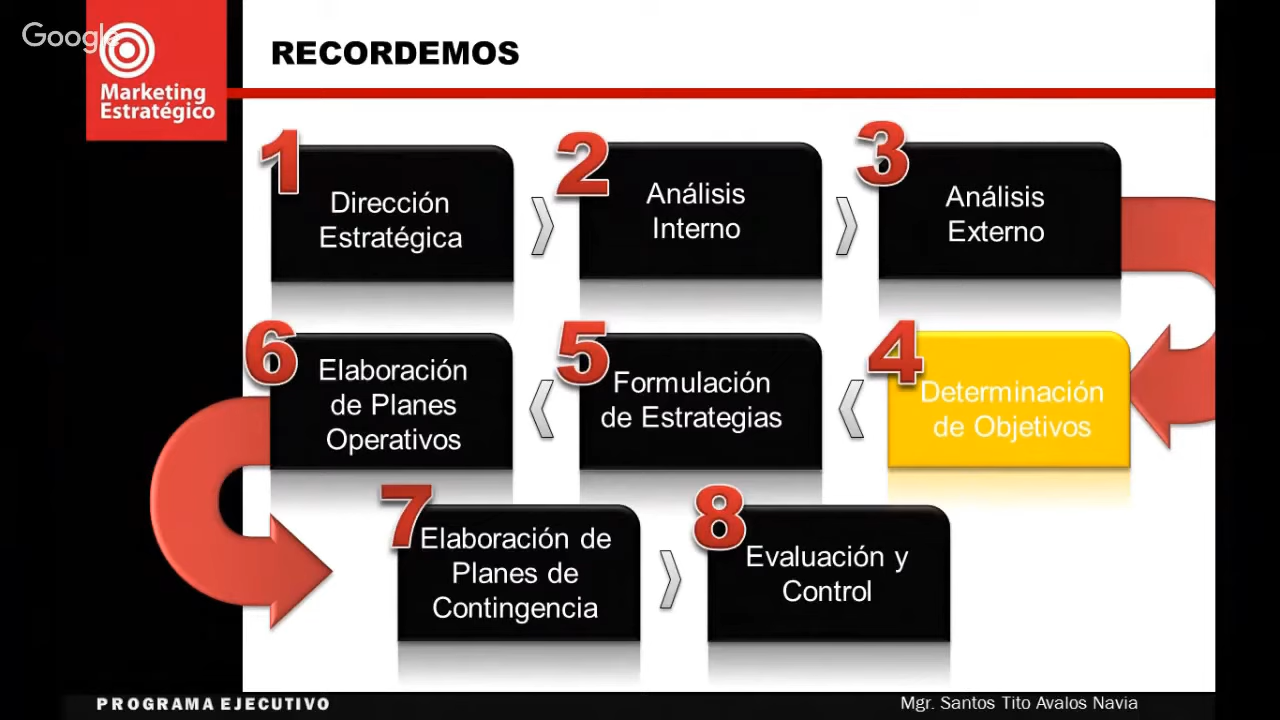 Google
Marketing
Estratégico
RECORDEMOS
1
Dirección
Estratégica
2
Análisis
Interno
3
Análisis
Externo
4
Determinación
de Objetivos
5
Formulación
de Estrategias
6
Elaboración
de Planes
Operativos
7
Elaboración de
Planes de
Contingencia
8
Evaluación y
Control
PROGRAMA EJECUTIVO
Mgr. Santos Tito Avalos Navia